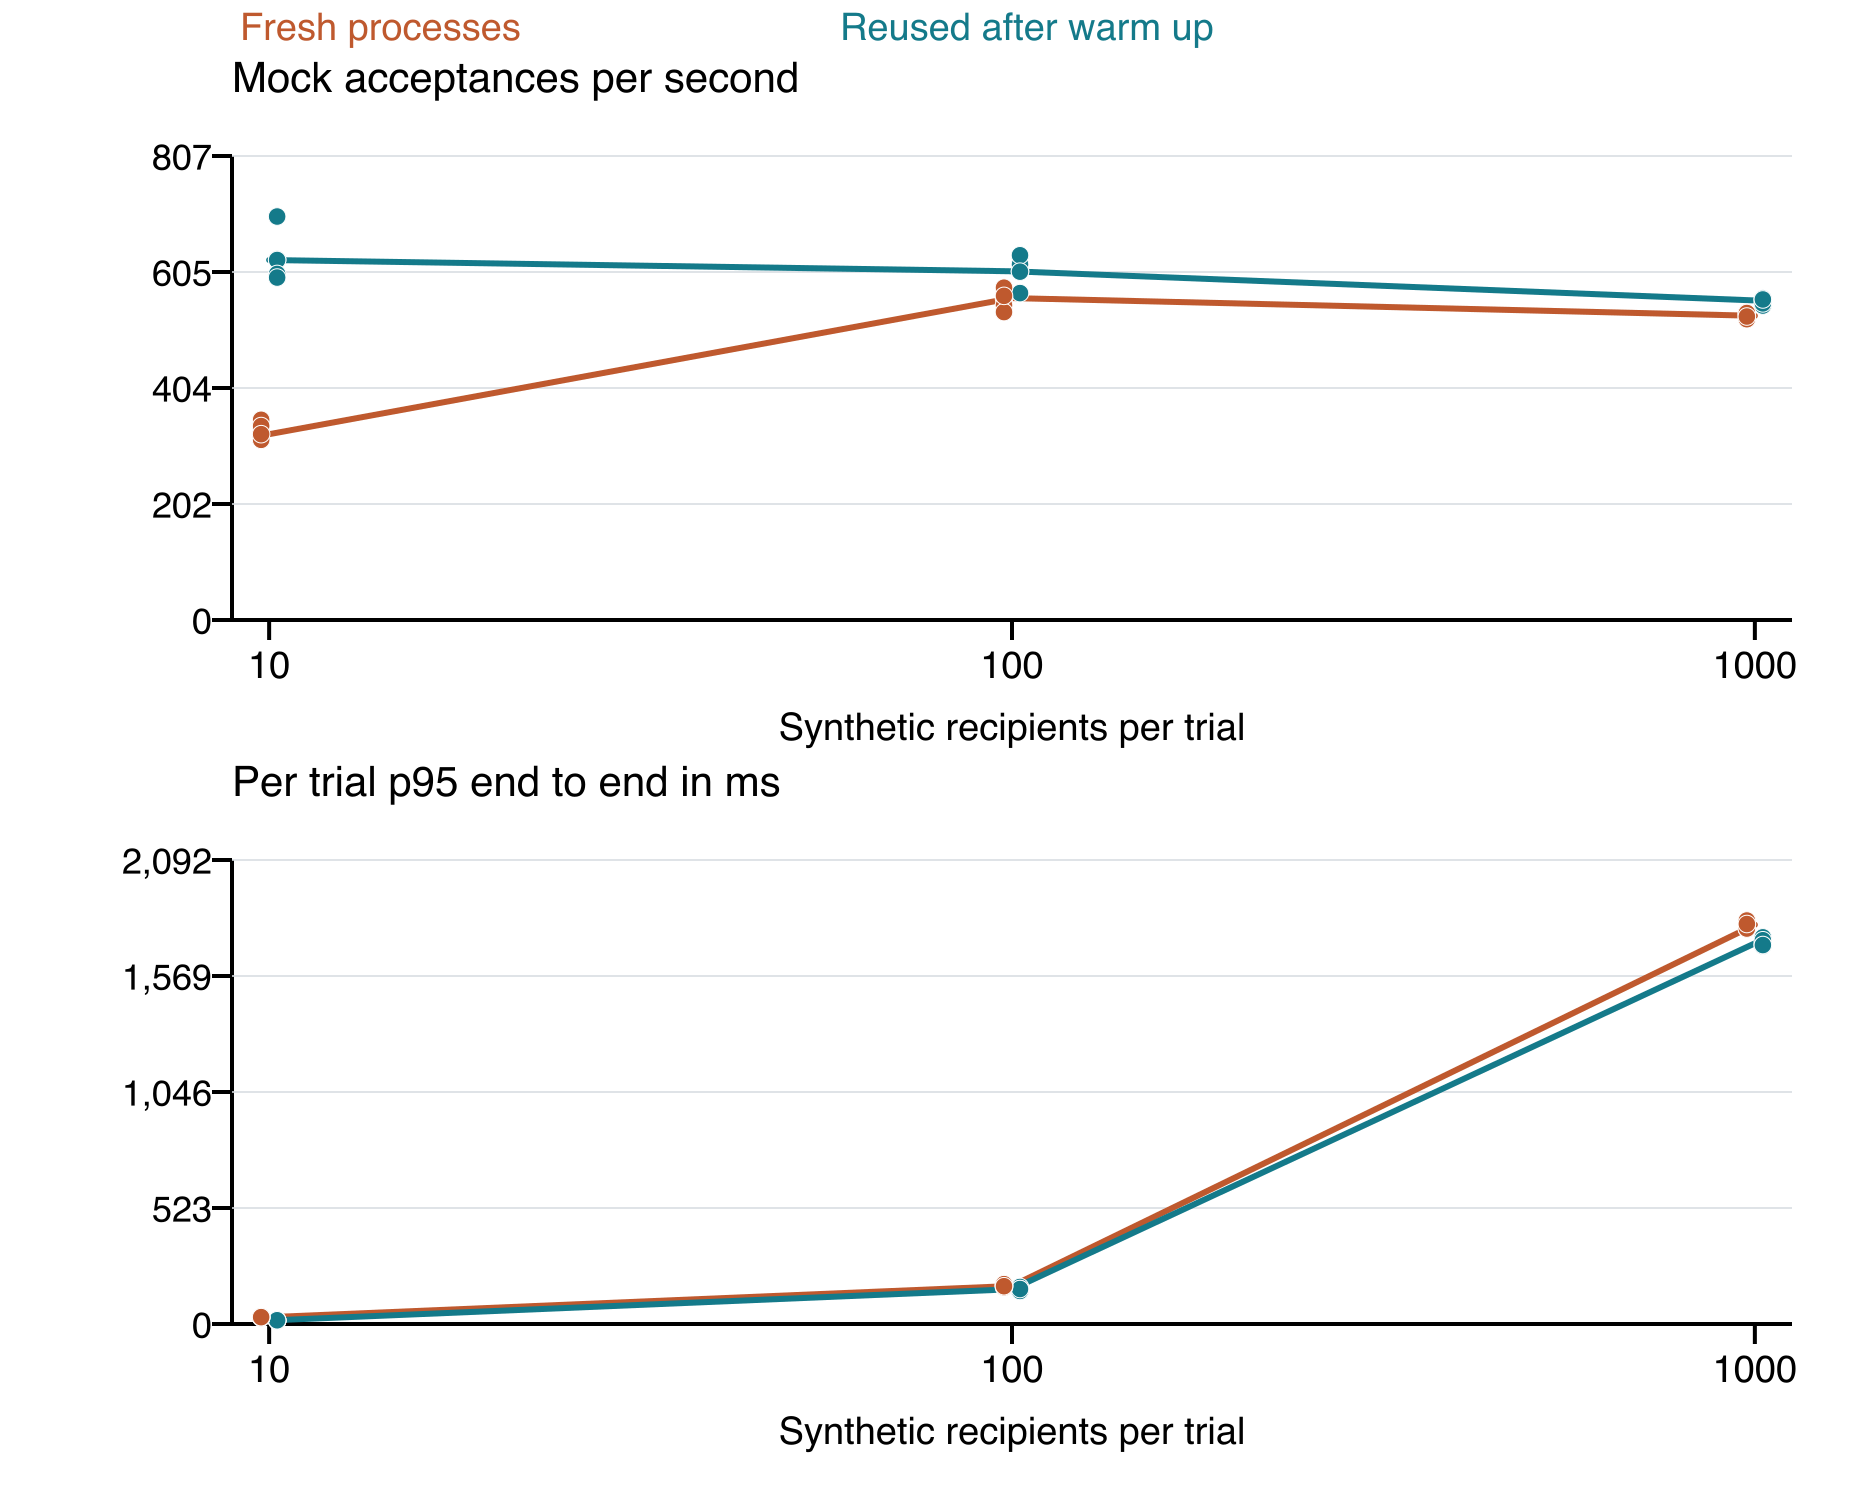 Fresh processes Reused after warm up
Mock acceptances per second
807
605
404
202
0
10 100 1000
Synthetic recipients per trial
Per trial p95 end to end in ms
2,092
1,569
1,046
523
0
10 100 1000
Synthetic recipients per trial